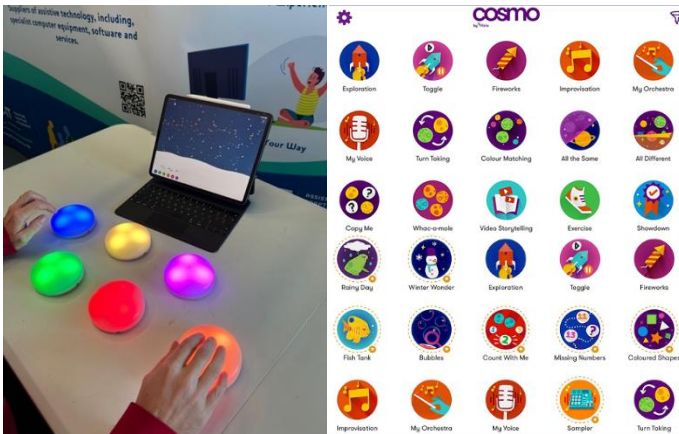 suppliers of assistive technology, including,
specialist computer equipment, software and
services.
Your Way
cosmo
Exploration Toggle Fireworks Improvisation My Orchestra
My Voice Turn Taking Colour Matching All the Same All Different
Copy Me Whac-a-mole Video Storytelling Exercise Showdown
Rainy Day Winter Wonder Exploration Toggle Fireworks
11
13 ?
Fish Tank Bubbles Count With Me Missing Numbers Coloured Shapes
Improvisation My Orchestra My Voice Sampler Turn Taking